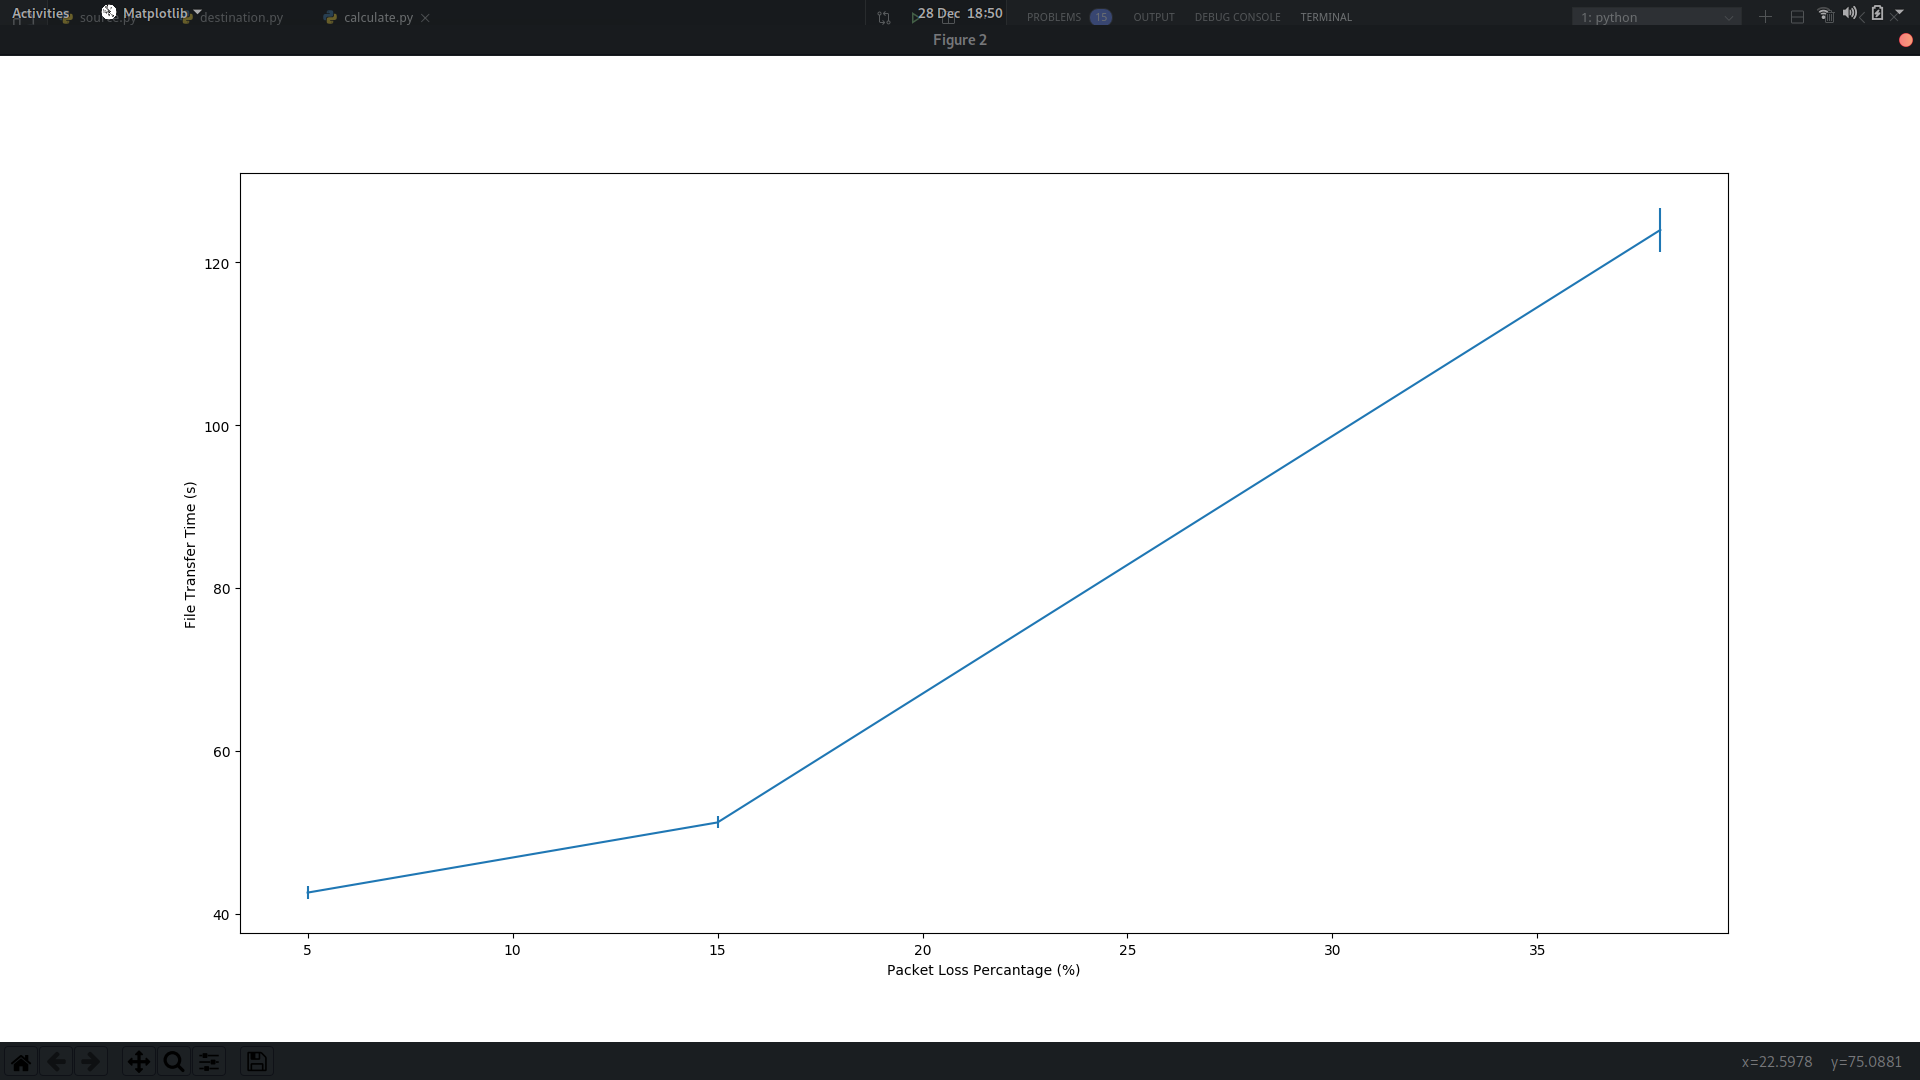 Activities Matplotlib source.py destination.py calculate.py 28 Dec 18:50 PROBLEMS 15 OUTPUT DEBUG CONSOLE TERMINAL 1: python
Figure 2
120
100
80
60
40
File Transfer Time (s)
5 10 15 20 25 30 35
Packet Loss Percantage (%)
x=22.5978 y=75.0881